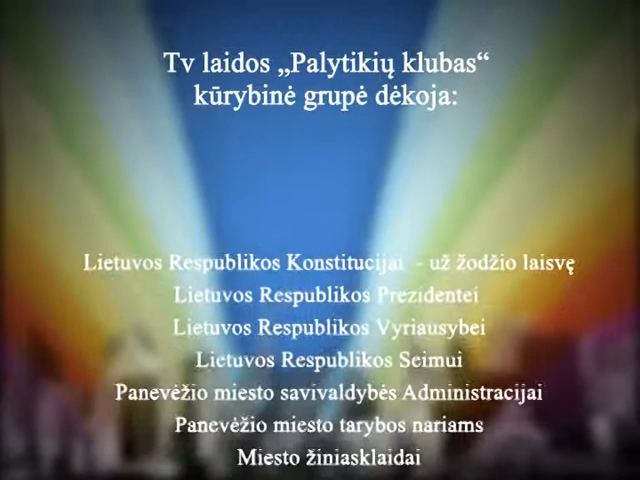 Tv laidos „Palytikių klubas“
kūrybinė grupė dėkoja:
Lietuvos Respublikos Konstitucijai - už žodžio laisvę
Lietuvos Respublikos Prezidentei
Lietuvos Respublikos Vyriausybei
Lietuvos Respublikos Seimui
Panevėžio miesto savivaldybės Administracijai
Panevėžio miesto tarybos nariams
Miesto žiniasklaidai